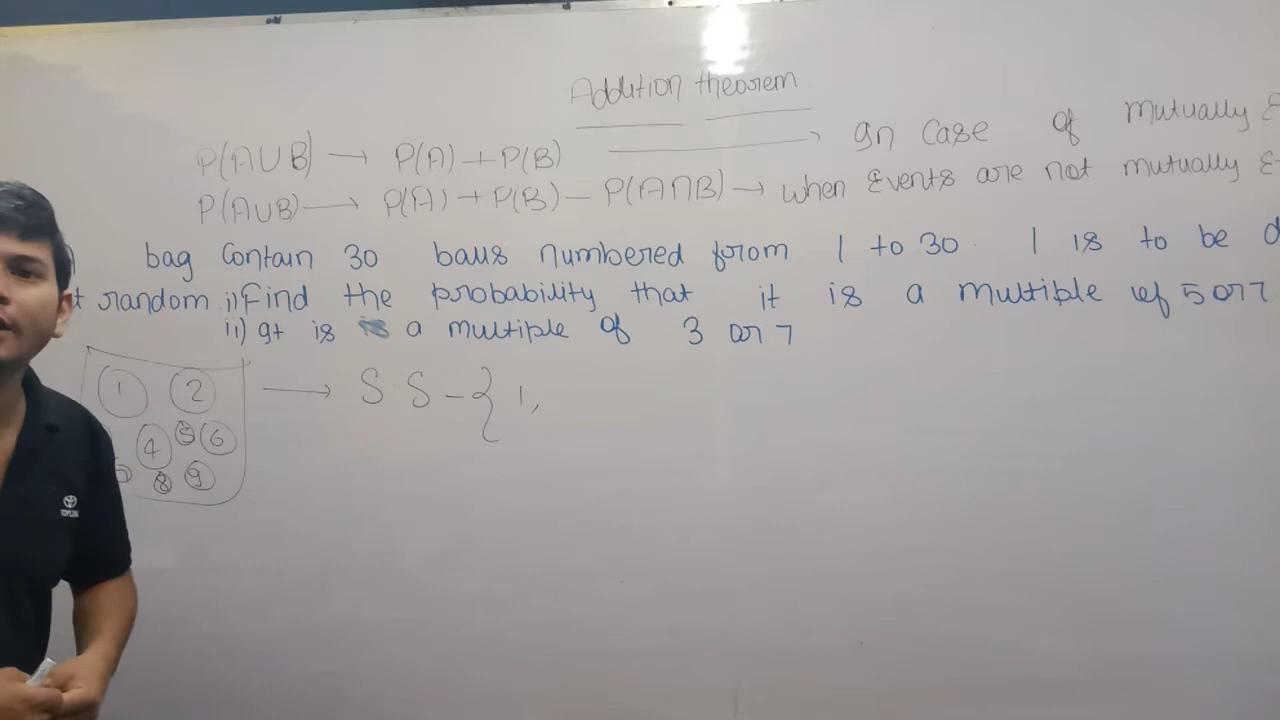 Addition theorem
P(A∪B) → P(A) + P(B) → In Case of Mutually
P(A∪B) → P(A) + P(B) − P(A∩B) → when Events are not mutually
bag Contain 30 balls numbered from 1 to 30. 1 is to be
random. i) Find the probability that it is a multiple of 5 or 7.
ii) It is a multiple of 3 or 7
1 2 → S S - { 1,
4 5 6
8 9